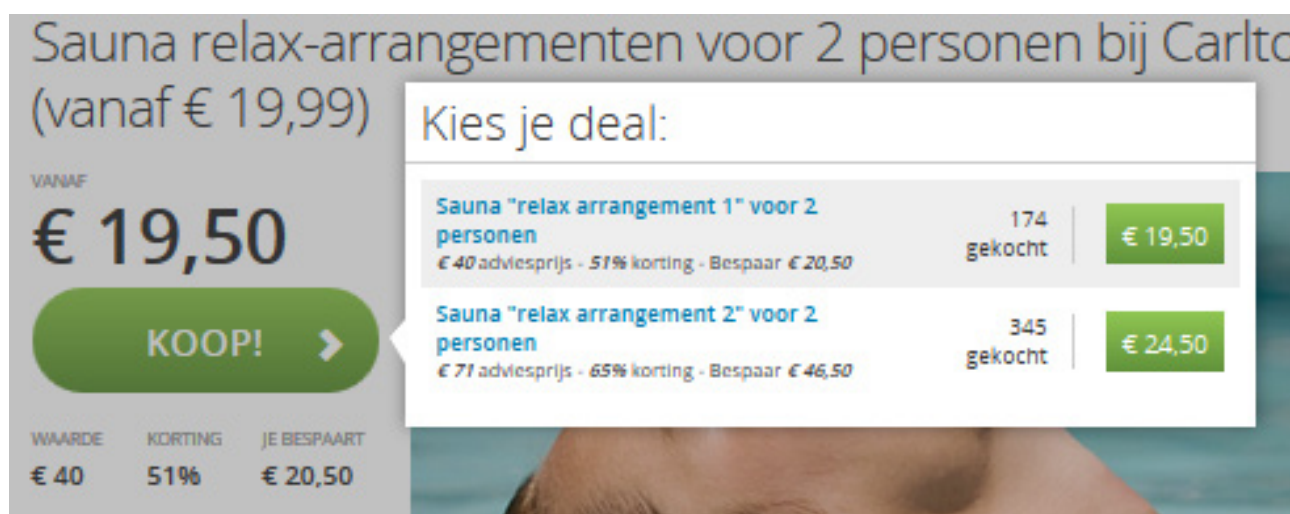 Sauna relax-arrangementen voor 2 personen bij
(vanaf € 19,99)
VANAF
€ 19,50
KOOP!
WAARDE KORTING JE BESPAART
€ 40 51% € 20,50
Kies je deal:
Sauna "relax arrangement 1" voor 2
personen
€ 40 adviesprijs - 51% korting - Bespaar € 20,50
174
gekocht
€ 19,50
Sauna "relax arrangement 2" voor 2
personen
€ 71 adviesprijs - 65% korting - Bespaar € 46,50
345
gekocht
€ 24,50